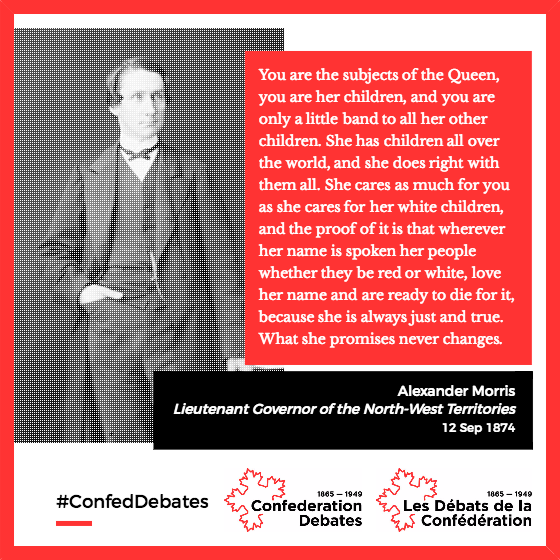 You are the subjects of the Queen,
you are her children, and you are
only a little band to all her other
children. She has children all over
the world, and she does right with
them all. She cares as much for you
as she cares for her white children,
and the proof of it is that wherever
her name is spoken her people
whether they be red or white, love
her name and are ready to die for it,
because she is always just and true.
What she promises never changes.
Alexander Morris
Lieutenant Governor of the North-West Territories
12 Sep 1874
#ConfedDebates
1865 — 1949
Confederation
Debates
1865 — 1949
Les Débats de la
Confédération